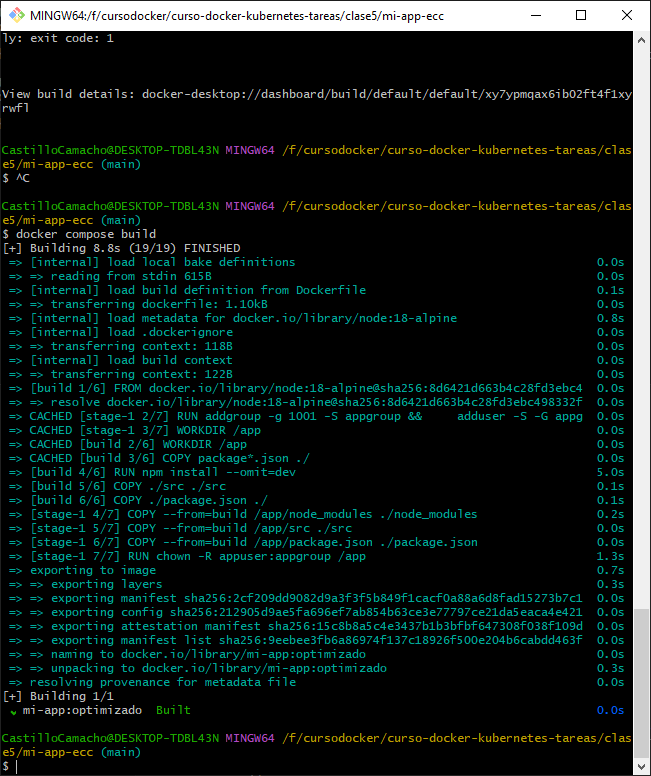 MINGW64:/f/cursodocker/curso-docker-kubernetes-tareas/clase5/mi-app-ecc
ly: exit code: 1
View build details: docker-desktop://dashboard/build/default/default/xy7ypmqax6ib02ft4f1xy
rwfl
CastilloCamacho@DESKTOP-TDBL43N MINGW64 /f/cursodocker/curso-docker-kubernetes-tareas/clas
e5/mi-app-ecc (main)
$ ^C
CastilloCamacho@DESKTOP-TDBL43N MINGW64 /f/cursodocker/curso-docker-kubernetes-tareas/clas
e5/mi-app-ecc (main)
$ docker compose build
[+] Building 8.8s (19/19) FINISHED
=> [internal] load local bake definitions 0.0s
=> => reading from stdin 615B 0.0s
=> [internal] load build definition from Dockerfile 0.1s
=> => transferring dockerfile: 1.10kB 0.0s
=> [internal] load metadata for docker.io/library/node:18-alpine 0.8s
=> [internal] load .dockerignore 0.0s
=> => transferring context: 118B 0.0s
=> [internal] load build context 0.0s
=> => transferring context: 122B 0.0s
=> [build 1/6] FROM docker.io/library/node:18-alpine@sha256:8d6421d663b4c28fd3ebc4 0.0s
=> => resolve docker.io/library/node:18-alpine@sha256:8d6421d663b4c28fd3ebc498332f 0.0s
=> CACHED [stage-1 2/7] RUN addgroup -g 1001 -S appgroup && adduser -S -G appg 0.0s
=> CACHED [stage-1 3/7] WORKDIR /app 0.0s
=> CACHED [build 2/6] WORKDIR /app 0.0s
=> CACHED [build 3/6] COPY package*.json ./ 0.0s
=> [build 4/6] RUN npm install --omit=dev 5.0s
=> [build 5/6] COPY ./src ./src 0.1s
=> [build 6/6] COPY ./package.json ./ 0.1s
=> [stage-1 4/7] COPY --from=build /app/node_modules ./node_modules 0.2s
=> [stage-1 5/7] COPY --from=build /app/src ./src 0.0s
=> [stage-1 6/7] COPY --from=build /app/package.json ./package.json 0.0s
=> [stage-1 7/7] RUN chown -R appuser:appgroup /app 1.3s
=> exporting to image 0.7s
=> => exporting layers 0.3s
=> => exporting manifest sha256:2cf209dd9082d9a3f3f5b849f1cacf0a88a6d8fad15273b7c1 0.0s
=> => exporting config sha256:212905d9ae5fa696ef7ab854b63ce3e77797ce21da5eaca4e421 0.0s
=> => exporting attestation manifest sha256:15c8b8a5c4e3437b1b3bfbf647308f038f109d 0.0s
=> => exporting manifest list sha256:9eebee3fb6a86974f137c18926f500e204b6cabdd463f 0.0s
=> => naming to docker.io/library/mi-app:optimizado 0.0s
=> => unpacking to docker.io/library/mi-app:optimizado 0.3s
=> resolving provenance for metadata file 0.0s
[+] Building 1/1
✔ mi-app:optimizado Built 0.0s
CastilloCamacho@DESKTOP-TDBL43N MINGW64 /f/cursodocker/curso-docker-kubernetes-tareas/clas
e5/mi-app-ecc (main)
$